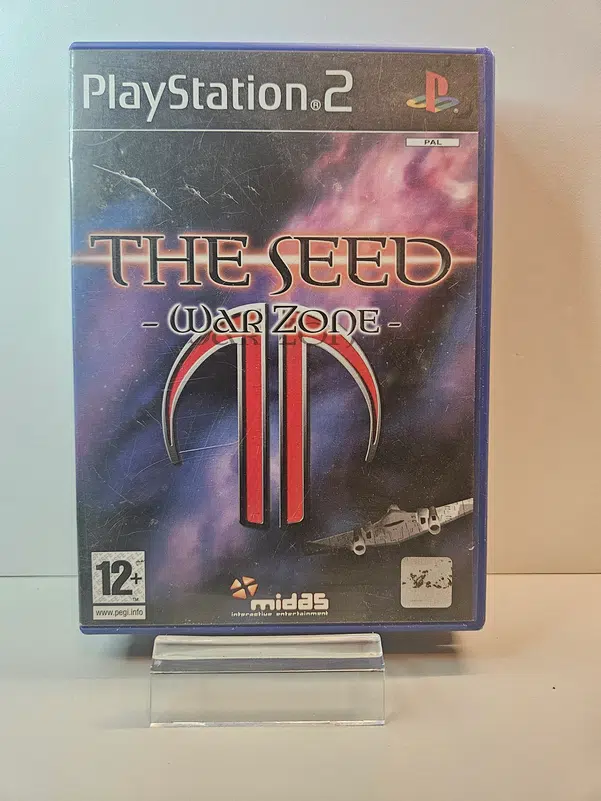 PlayStation®2
PAL
THE SEED
- WAR ZONE -
12+
www.pegi.info
midas
interactive entertainment